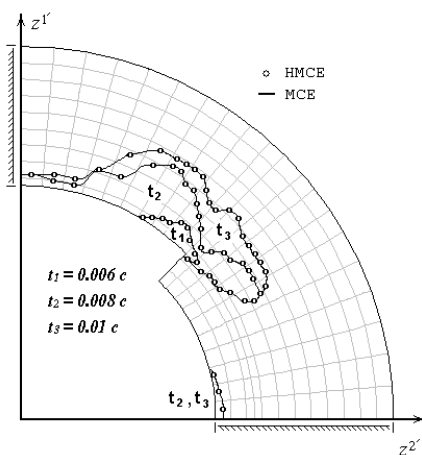 z¹′
HMCE
MCE
t₂
t₁
t₃
t₁ = 0.006 c
t₂ = 0.008 c
t₃ = 0.01 c
t₂ , t₃
z²′